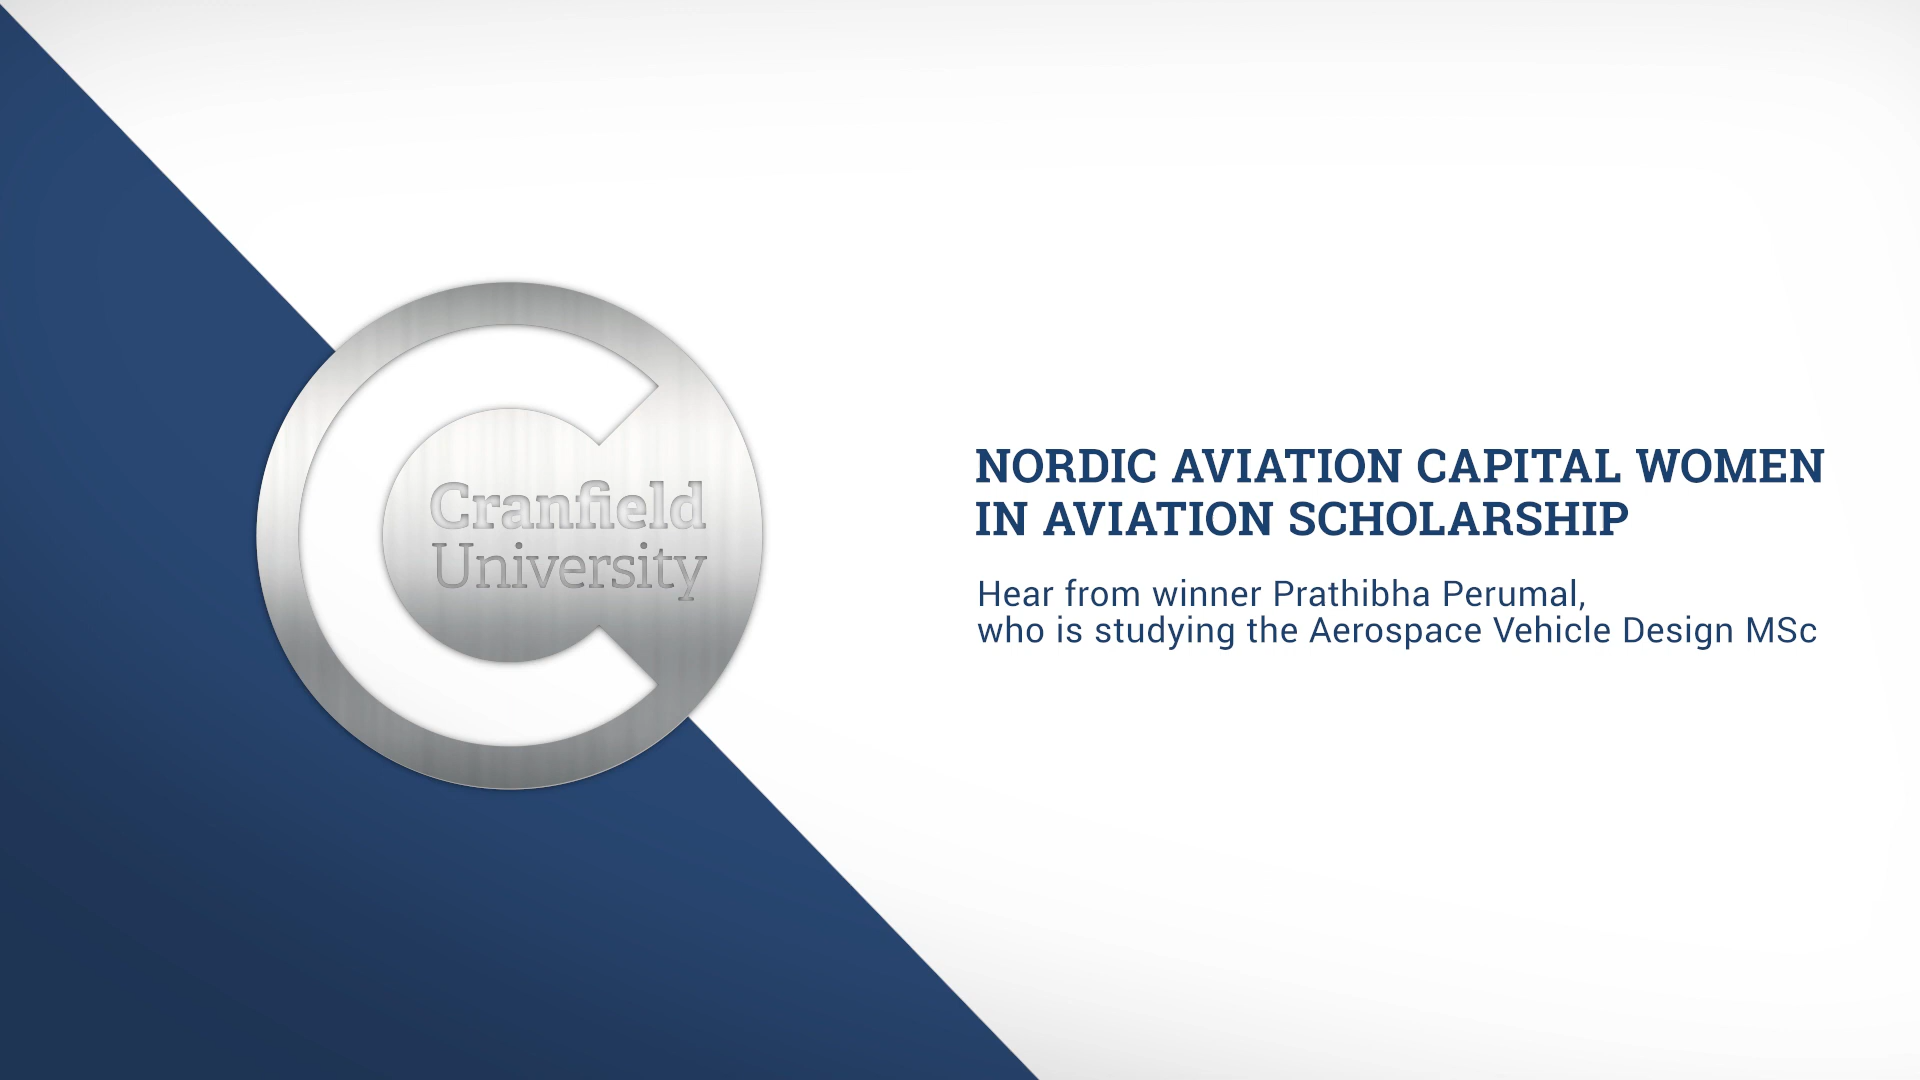 Cranfield
University
NORDIC AVIATION CAPITAL WOMEN
IN AVIATION SCHOLARSHIP
Hear from winner Prathibha Perumal,
who is studying the Aerospace Vehicle Design MSc